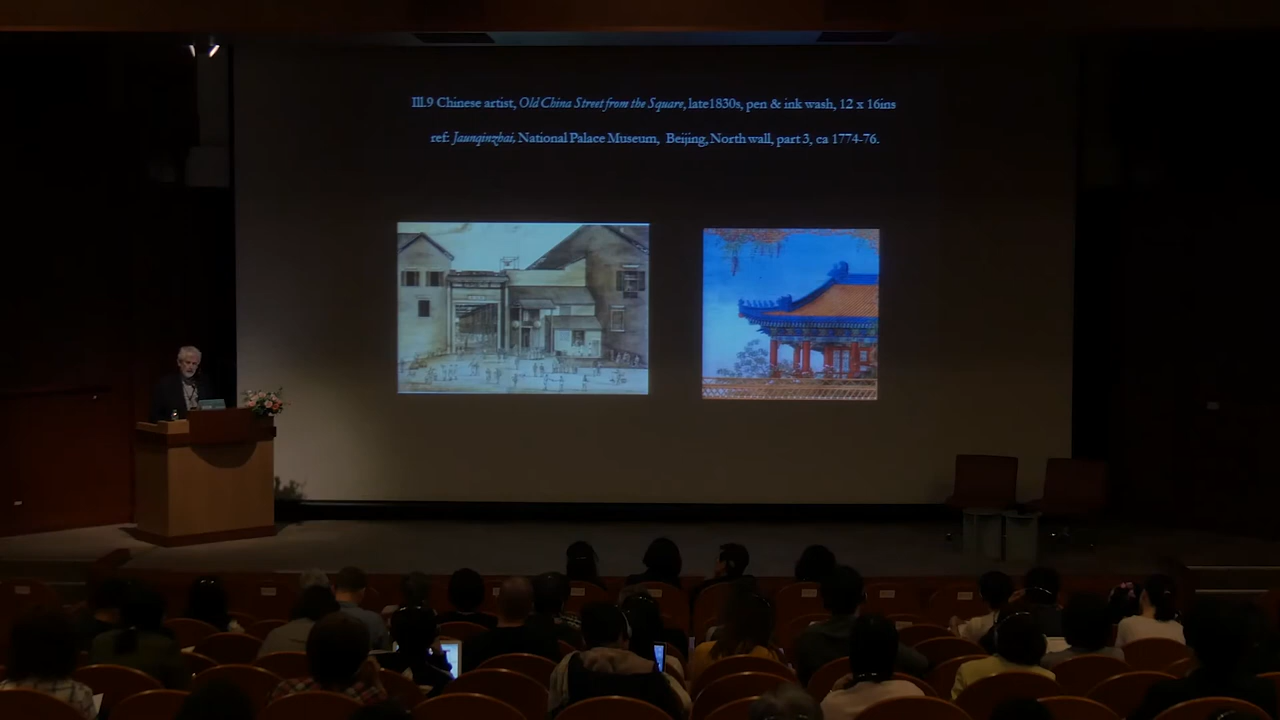 Ill.9 Chinese artist, Old China Street from the Square, late1830s, pen & ink wash, 12 x 16ins
ref: Jaunqinzhai, National Palace Museum, Beijing, North wall, part 3, ca 1774-76.